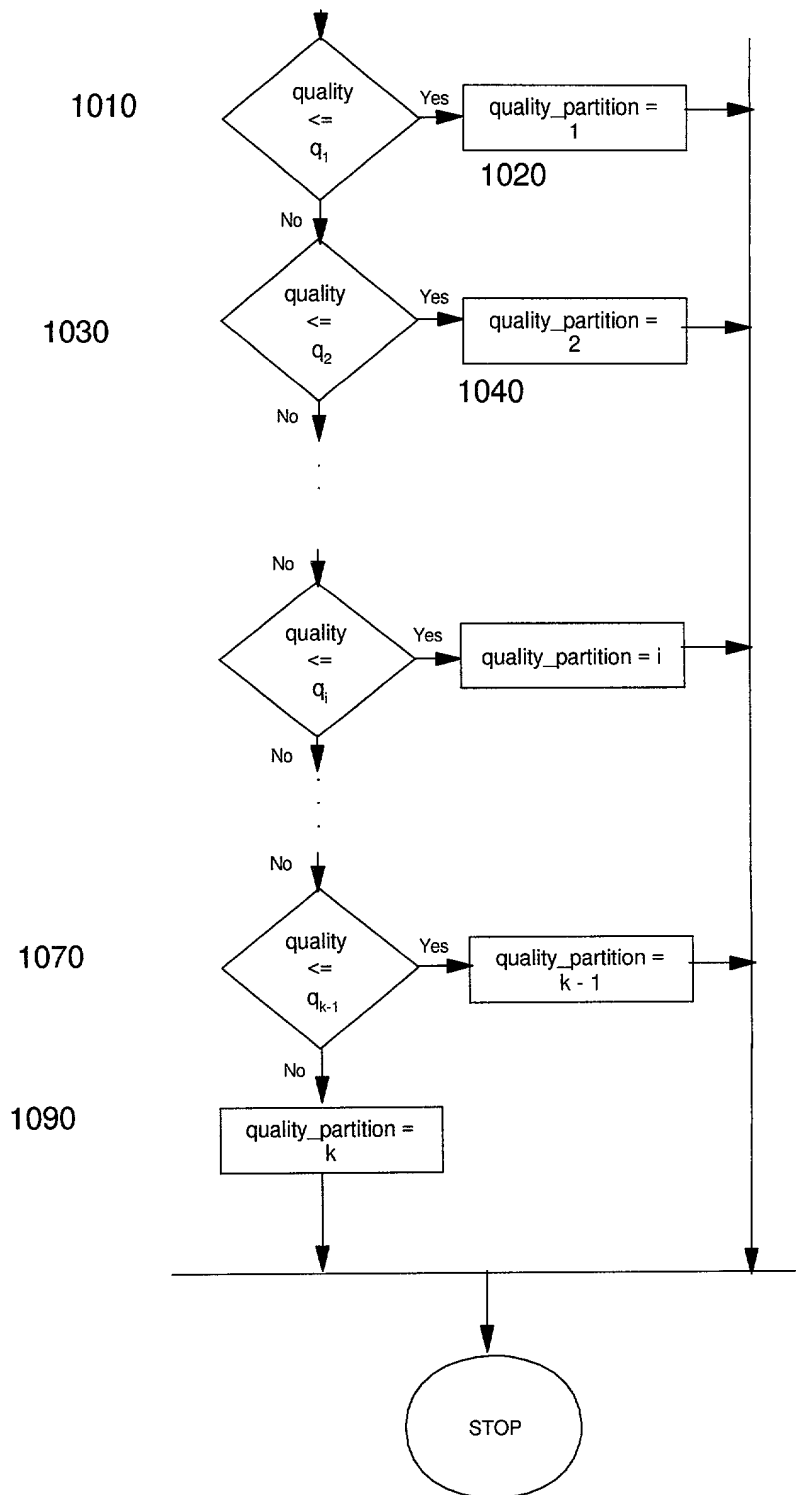 1010
quality
<=
q1
Yes
quality_partition =
1
1020
No
1030
quality
<=
q2
Yes
quality_partition =
2
1040
No
No
quality
<=
qi
Yes
quality_partition = i
No
No
1070
quality
<=
qk-1
Yes
quality_partition =
k - 1
No
1090
quality_partition =
k
STOP